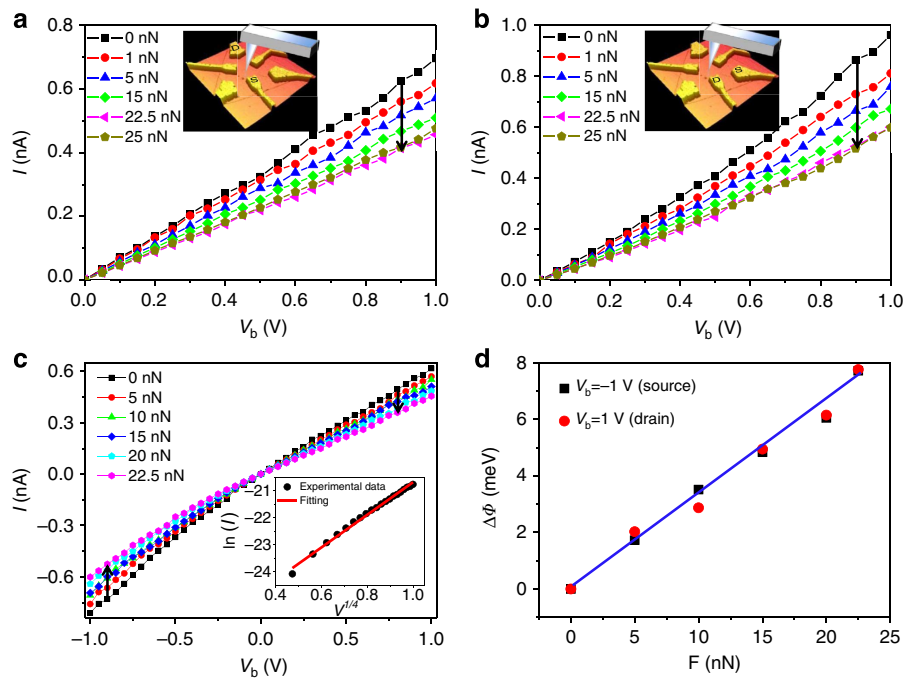 a
0.8
0.6
0.4
0.2
0.0
I (nA)
0 nN
1 nN
5 nN
15 nN
22.5 nN
25 nN
D
S
0.0 0.2 0.4 0.6 0.8 1.0
V_b (V)
b
1.0
0.8
0.6
0.4
0.2
0.0
I (nA)
0 nN
1 nN
5 nN
15 nN
22.5 nN
25 nN
D
S
0.0 0.2 0.4 0.6 0.8 1.0
V_b (V)
c
0.6
0.3
0.0
−0.3
−0.6
I (nA)
0 nN
5 nN
10 nN
15 nN
20 nN
22.5 nN
−1.0 −0.5 0.0 0.5 1.0
V_b (V)
−21
−22
−23
−24
ln (I)
Experimental data
Fitting
0.4 0.6 0.8 1.0
V^1/4
d
8
6
4
2
0
ΔΦ (meV)
V_b=−1 V (source)
V_b=1 V (drain)
0 5 10 15 20 25
F (nN)